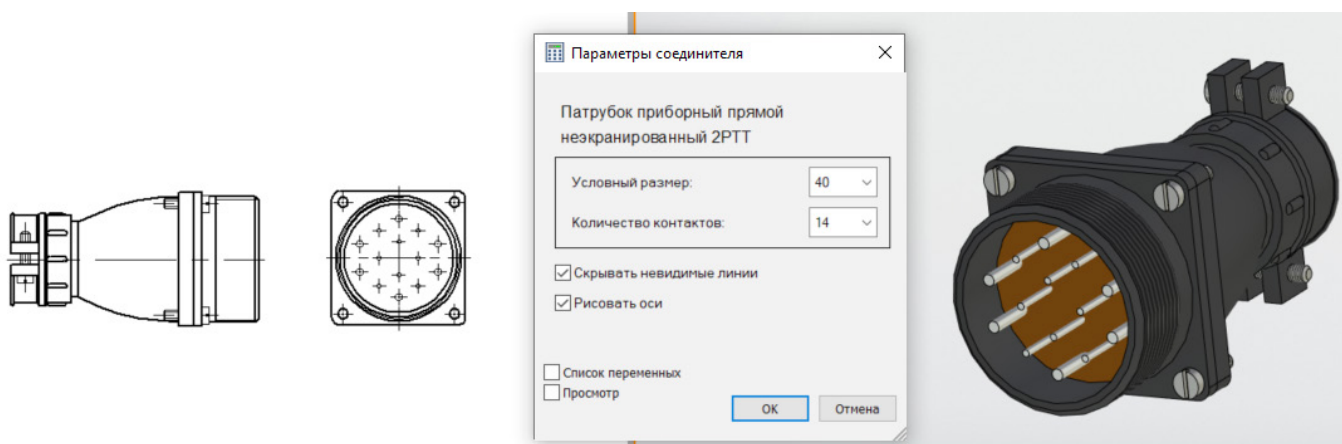 Параметры соединителя
Патрубок приборный прямой
неэкранированный 2РТТ
Условный размер: 40
Количество контактов: 14
Скрывать невидимые линии
Рисовать оси
Список переменных
Просмотр
ОК Отмена